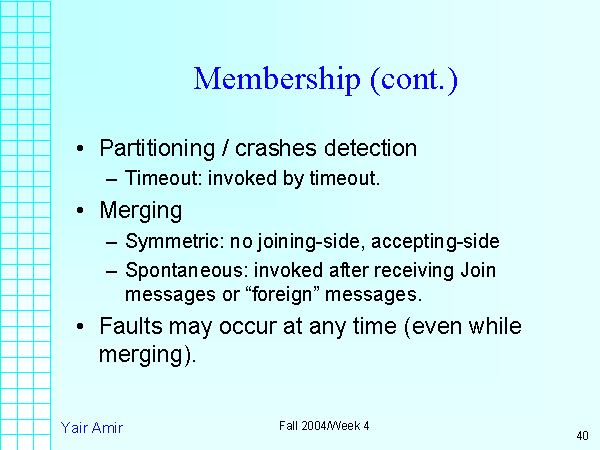 Membership (cont.)
• Partitioning / crashes detection
– Timeout: invoked by timeout.
• Merging
– Symmetric: no joining-side, accepting-side
– Spontaneous: invoked after receiving Join
messages or “foreign” messages.
• Faults may occur at any time (even while
merging).
Yair Amir
Fall 2004/Week 4
40